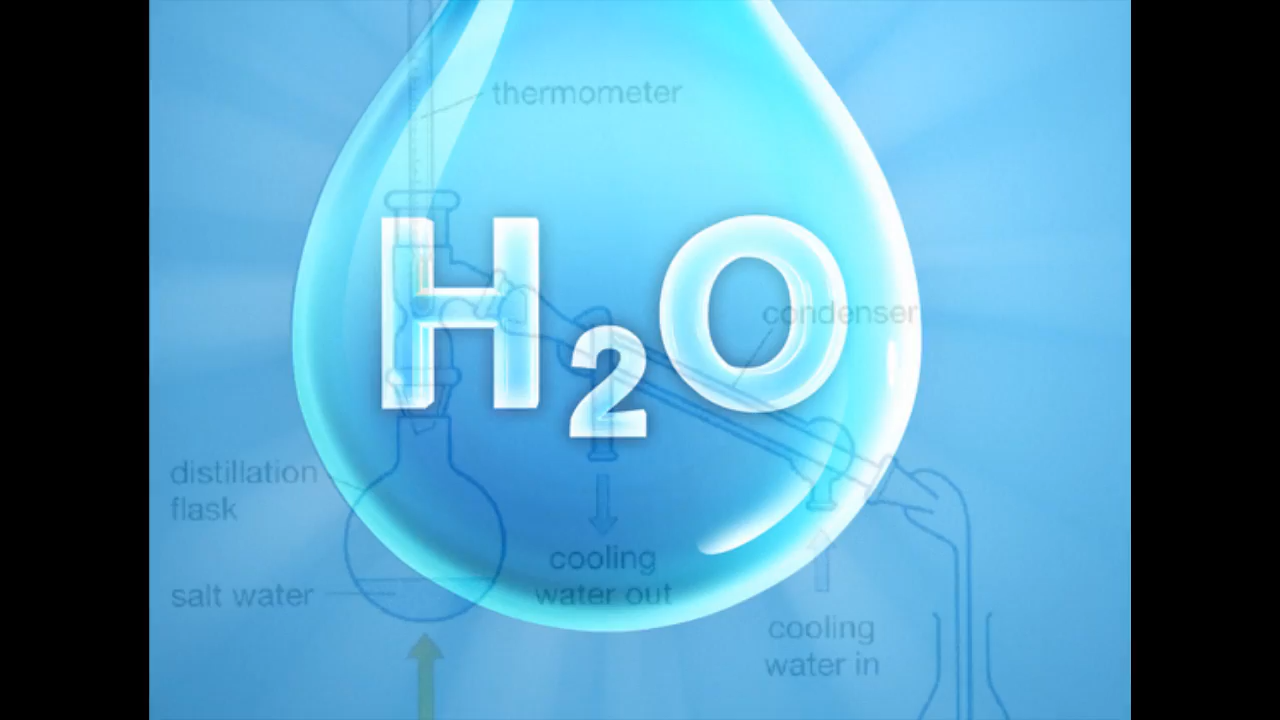 thermometer
H₂O
condenser
distillation
flask
cooling
water out
salt water
cooling
water in